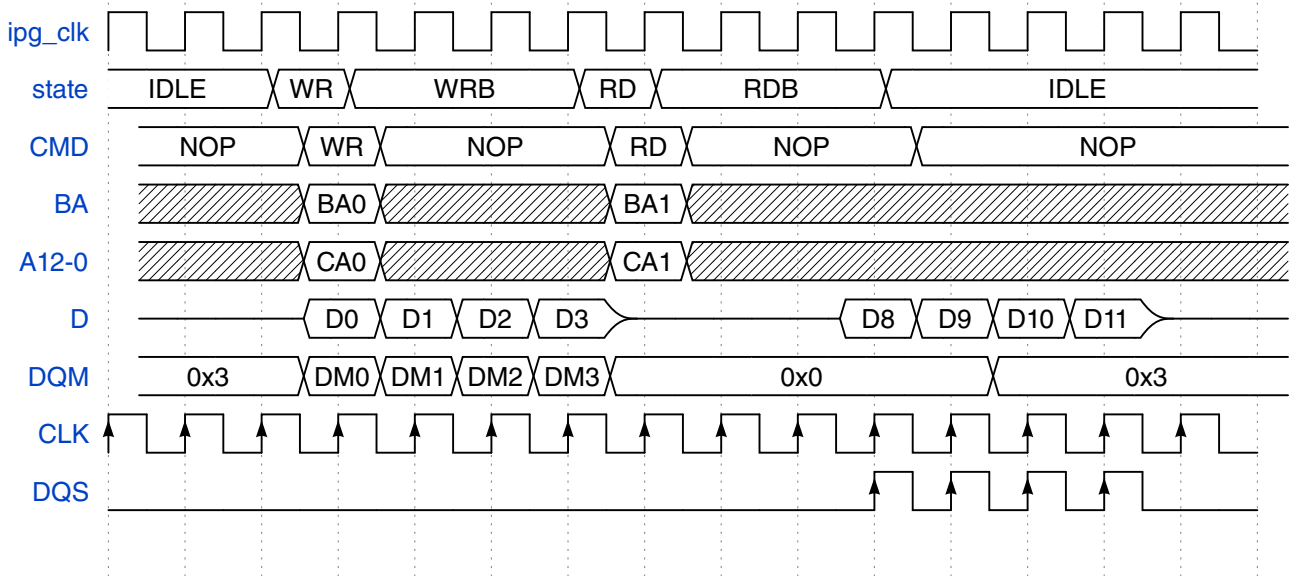 ipg_clk
state IDLE WR WRB RD RDB IDLE
CMD NOP WR NOP RD NOP NOP
BA BA0 BA1
A12-0 CA0 CA1
D D0 D1 D2 D3 D8 D9 D10 D11
DQM 0x3 DM0 DM1 DM2 DM3 0x0 0x3
CLK
DQS